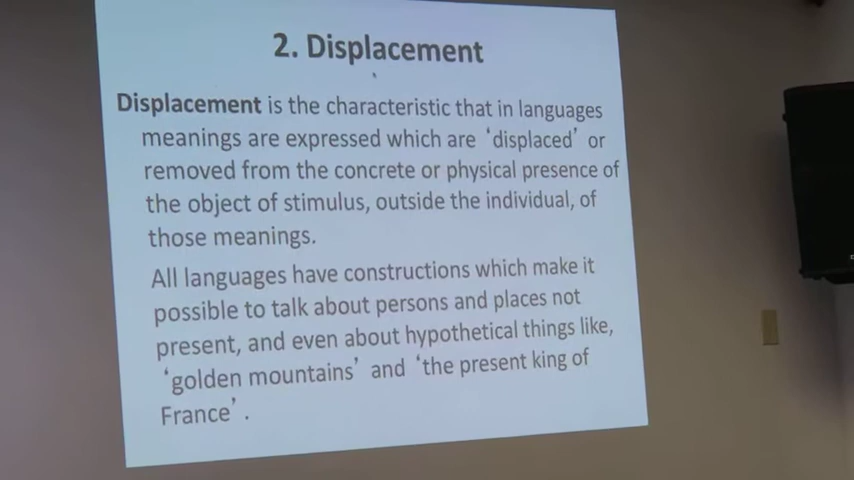 2. Displacement
Displacement is the characteristic that in languages
meanings are expressed which are 'displaced' or
removed from the concrete or physical presence of
the object of stimulus, outside the individual, of
those meanings.
All languages have constructions which make it
possible to talk about persons and places not
present, and even about hypothetical things like,
'golden mountains' and 'the present king of
France'.